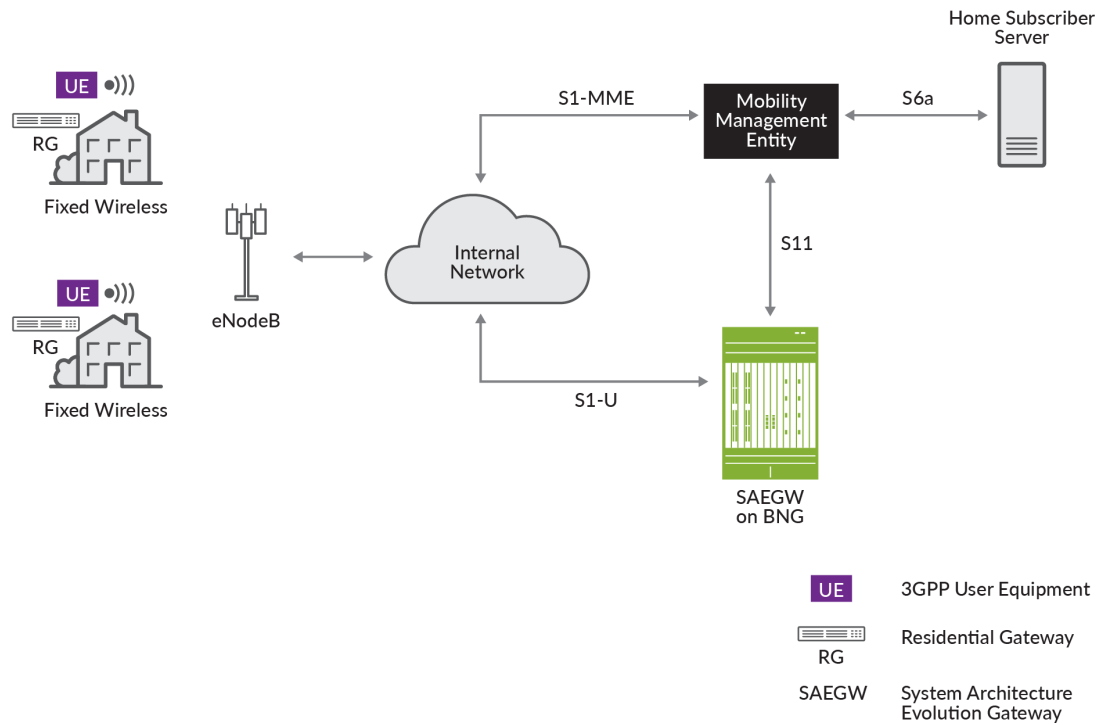 Home Subscriber
Server
UE
RG
Fixed Wireless
S1-MME
Mobility
Management
Entity
S6a
eNodeB
Internal
Network
S11
UE
RG
Fixed Wireless
S1-U
SAEGW
on BNG
UE
3GPP User Equipment
RG
Residential Gateway
SAEGW
System Architecture
Evolution Gateway